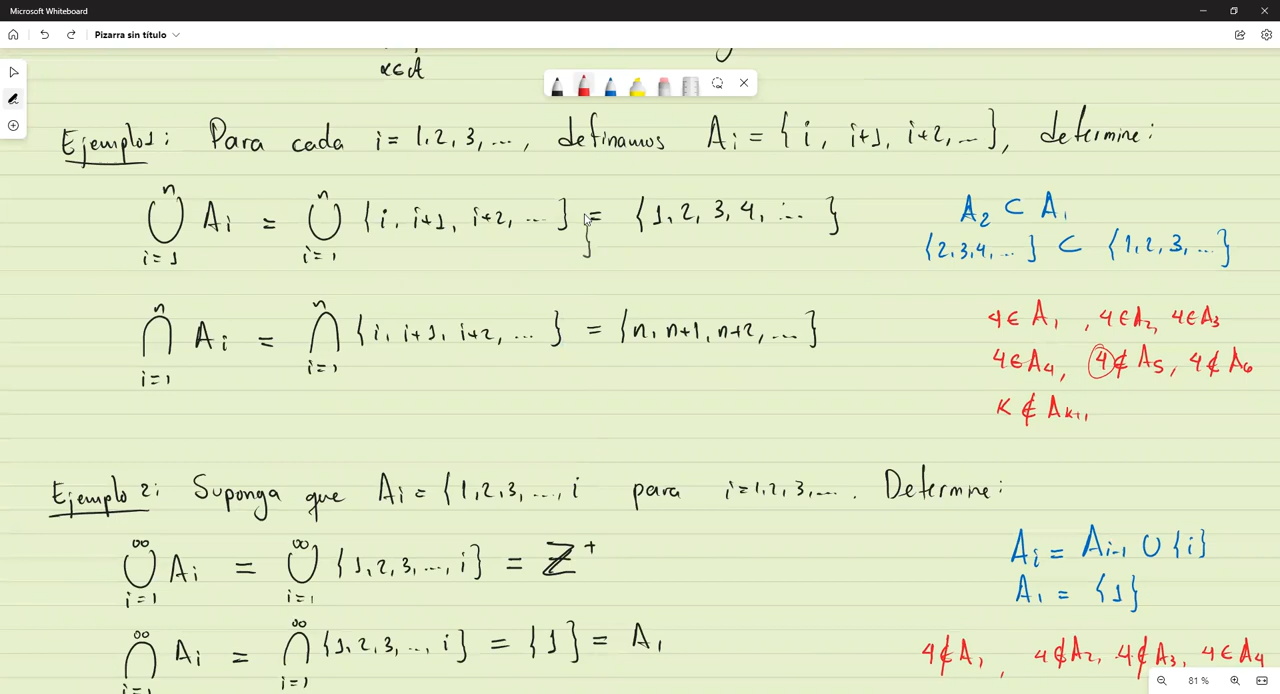 Microsoft Whiteboard
Pizarra sin título
α∈A
Ejemplo1: Para cada i = 1, 2, 3, ..., definamos Ai = { i, i+1, i+2, ... }, determine:
n
⋃ Ai = ⋃ { i, i+1, i+2, ... } = { 1, 2, 3, 4, ... }
i=1 i=1
A2 ⊂ A1
{2,3,4, ...} ⊂ {1,2,3, ...}
n n
⋂ Ai = ⋂ { i, i+1, i+2, ... } = { n, n+1, n+2, ... }
i=1 i=1
4 ∈ A1, 4 ∈ A2, 4 ∈ A3
4 ∈ A4, 4 ∉ A5, 4 ∉ A6
K ∉ Ak+1
Ejemplo 2: Suponga que Ai = {1, 2, 3, ..., i para i = 1, 2, 3, .... Determine:
∞ ∞
⋃ Ai = ⋃ {1, 2, 3, ..., i} = Z+
i=1 i=1
Ai = Ai-1 ∪ {i}
A1 = {1}
∞ ∞
⋂ Ai = ⋂ {1, 2, 3, ..., i} = {1} = A1
i=1 i=1
4 ∉ A1, 4 ∉ A2, 4 ∉ A3, 4 ∈ A4
81 %